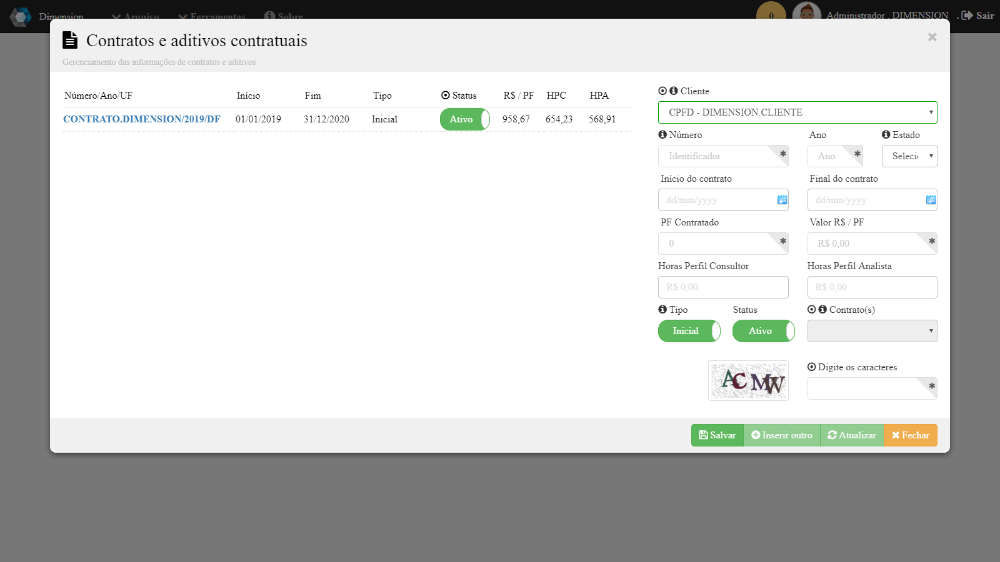 Dimension Arquivo Ferramentas Sobre 0 Administrador . DIMENSION . Sair
Contratos e aditivos contratuais
Gerenciamento das informações de contratos e aditivos
Número/Ano/UF Início Fim Tipo Status R$ / PF HPC HPA
CONTRATO.DIMENSION/2019/DF 01/01/2019 31/12/2020 Inicial Ativo 958,67 654,23 568,91
Cliente
CPFD - DIMENSION.CLIENTE
Número Ano Estado
Identificador Ano Seleci
Início do contrato Final do contrato
dd/mm/yyyy dd/mm/yyyy
PF Contratado Valor R$ / PF
0 R$ 0,00
Horas Perfil Consultor Horas Perfil Analista
R$ 0,00 R$ 0,00
Tipo Status Contrato(s)
Inicial Ativo
Digite os caracteres
ACMW
Salvar Inserir outro Atualizar Fechar